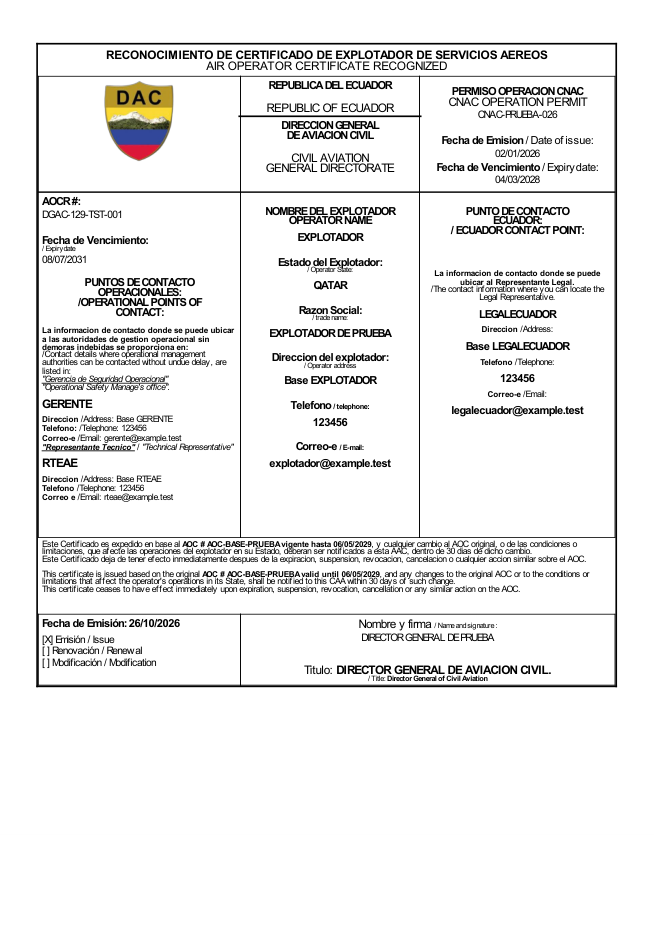 RECONOCIMIENTO DE CERTIFICADO DE EXPLOTADOR DE SERVICIOS AEREOS
AIR OPERATOR CERTIFICATE RECOGNIZED
DAC
REPUBLICA DEL ECUADOR
REPUBLIC OF ECUADOR
DIRECCION GENERAL
DE AVIACION CIVIL
CIVIL AVIATION
GENERAL DIRECTORATE
PERMISO OPERACION CNAC
CNAC OPERATION PERMIT
CNAC-PRUEBA-026
Fecha de Emision / Date of issue:
02/01/2026
Fecha de Vencimiento / Expiry date:
04/03/2028
AOCR #:
DGAC-129-TST-001
Fecha de Vencimiento:
/ Expiry date
08/07/2031
PUNTOS DE CONTACTO
OPERACIONALES:
/OPERATIONAL POINTS OF
CONTACT:
La informacion de contacto donde se puede ubicar
a las autoridades de gestion operacional sin
demoras indebidas se proporciona en:
/Contact details where operational management
authorities can be contacted without undue delay, are
listed in:
"Gerencia de Seguridad Operacional"
"Operational Safety Manage's office".
GERENTE
Direccion /Address: Base GERENTE
Telefono: /Telephone: 123456
Correo-e /Email: gerente@example.test
"Representante Tecnico" / "Technical Representative"
RTEAE
Direccion /Address: Base RTEAE
Telefono /Telephone: 123456
Correo e /Email: rteae@example.test
NOMBRE DEL EXPLOTADOR
OPERATOR NAME
EXPLOTADOR
Estado del Explotador:
/ Operator State:
QATAR
Razon Social:
/ trade name:
EXPLOTADOR DE PRUEBA
Direccion del explotador:
/ Operator address
Base EXPLOTADOR
Telefono / telephone:
123456
Correo-e / E-mail:
explotador@example.test
PUNTO DE CONTACTO
ECUADOR:
/ ECUADOR CONTACT POINT:
La informacion de contacto donde se puede
ubicar al Representante Legal.
/The contact information where you can locate the
Legal Representative.
LEGALECUADOR
Direccion /Address:
Base LEGALECUADOR
Telefono /Telephone:
123456
Correo-e /Email:
legalecuador@example.test
Este Certificado es expedido en base al AOC # AOC-BASE-PRUEBA vigente hasta 06/05/2029, y cualquier cambio al AOC original, o de las condiciones o
limitaciones, que afecte las operaciones del explotador en su Estado, deberan ser notificados a esta AAC, dentro de 30 dias de dicho cambio.
Este Certificado deja de tener efecto inmediatamente despues de la expiracion, suspension, revocacion, cancelacion o cualquier accion similar sobre el AOC.
This certificate is issued based on the original AOC # AOC-BASE-PRUEBA valid until 06/05/2029, and any changes to the original AOC or to the conditions or
limitations that affect the operator's operations in its State, shall be notified to this CAA within 30 days of such change.
This certificate ceases to have effect immediately upon expiration, suspension, revocation, cancellation or any similar action on the AOC.
Fecha de Emisión: 26/10/2026
[X] Emisión / Issue
[ ] Renovación / Renewal
[ ] Modificación / Modification
Nombre y firma / Name and signature :
DIRECTOR GENERAL DE PRUEBA
Titulo: DIRECTOR GENERAL DE AVIACION CIVIL.
/ Title: Director General of Civil Aviation